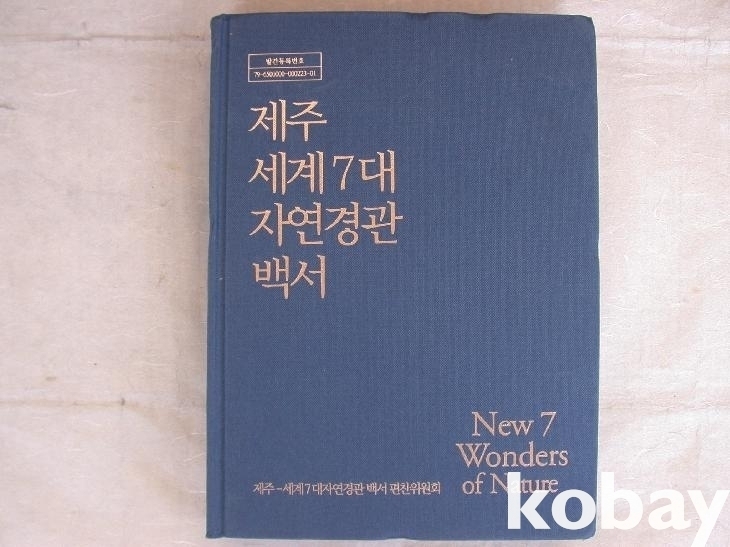 발간등록번호
79-6500000-000223-01
제주
세계 7대
자연경관
백서
New 7
Wonders
of Nature
제주-세계7대자연경관 백서 편찬위원회
kobay